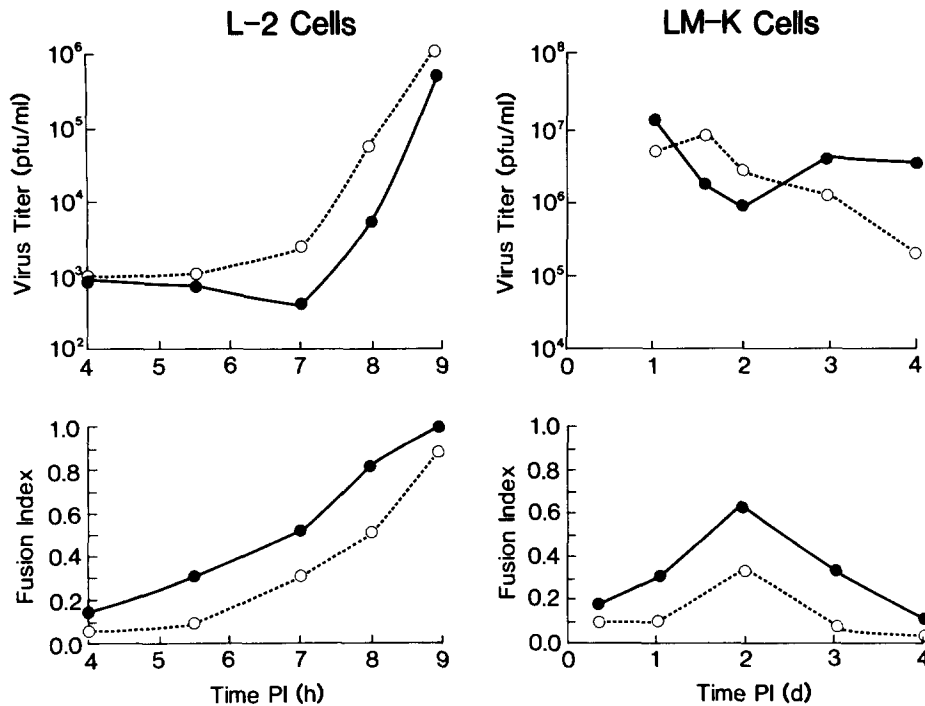 L-2 Cells
Virus Titer (pfu/ml)
10⁶
10⁵
10⁴
10³
10²
4 5 6 7 8 9
LM-K Cells
Virus Titer (pfu/ml)
10⁸
10⁷
10⁶
10⁵
10⁴
0 1 2 3 4
Fusion Index
1.0
0.8
0.6
0.4
0.2
0.0
4 5 6 7 8 9
Time PI (h)
Fusion Index
1.0
0.8
0.6
0.4
0.2
0.0
0 1 2 3 4
Time PI (d)